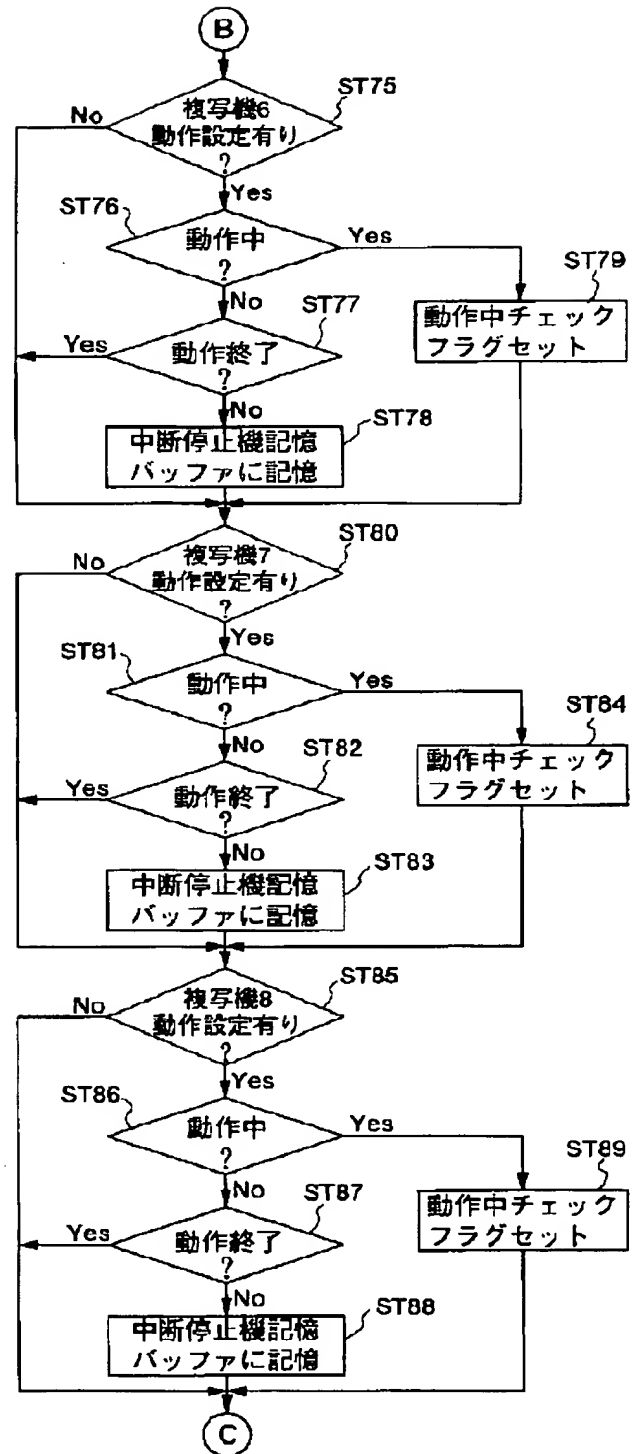 B
ST75
複写機6
動作設定有り
?
No
Yes
ST76
動作中
?
Yes
No
ST79
動作中チェック
フラグセット
ST77
動作終了
?
Yes
No
ST78
中断停止機記憶
バッファに記憶
ST80
複写機7
動作設定有り
?
No
Yes
ST81
動作中
?
Yes
No
ST84
動作中チェック
フラグセット
ST82
動作終了
?
Yes
No
ST83
中断停止機記憶
バッファに記憶
ST85
複写機8
動作設定有り
?
No
Yes
ST86
動作中
?
Yes
No
ST89
動作中チェック
フラグセット
ST87
動作終了
?
Yes
No
ST88
中断停止機記憶
バッファに記憶
C